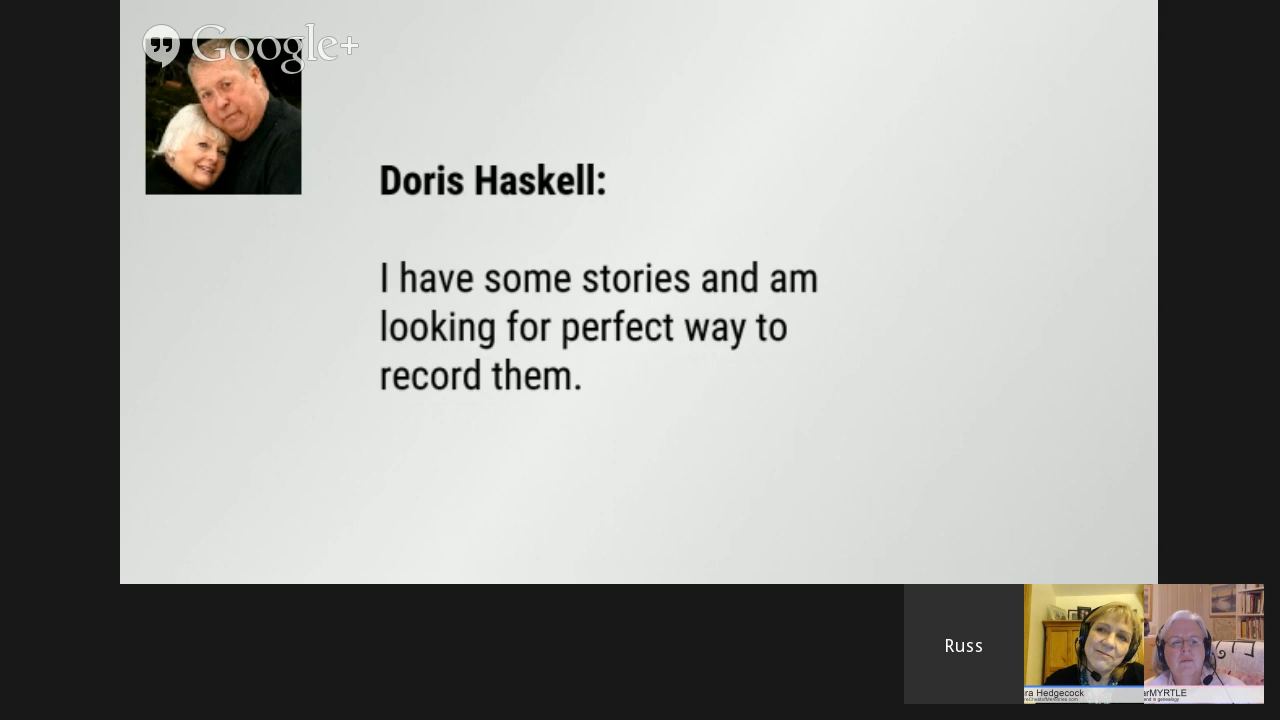 Google+
Doris Haskell:
I have some stories and am
looking for perfect way to
record them.
Russ
ra Hedgecock
arMYRTLE